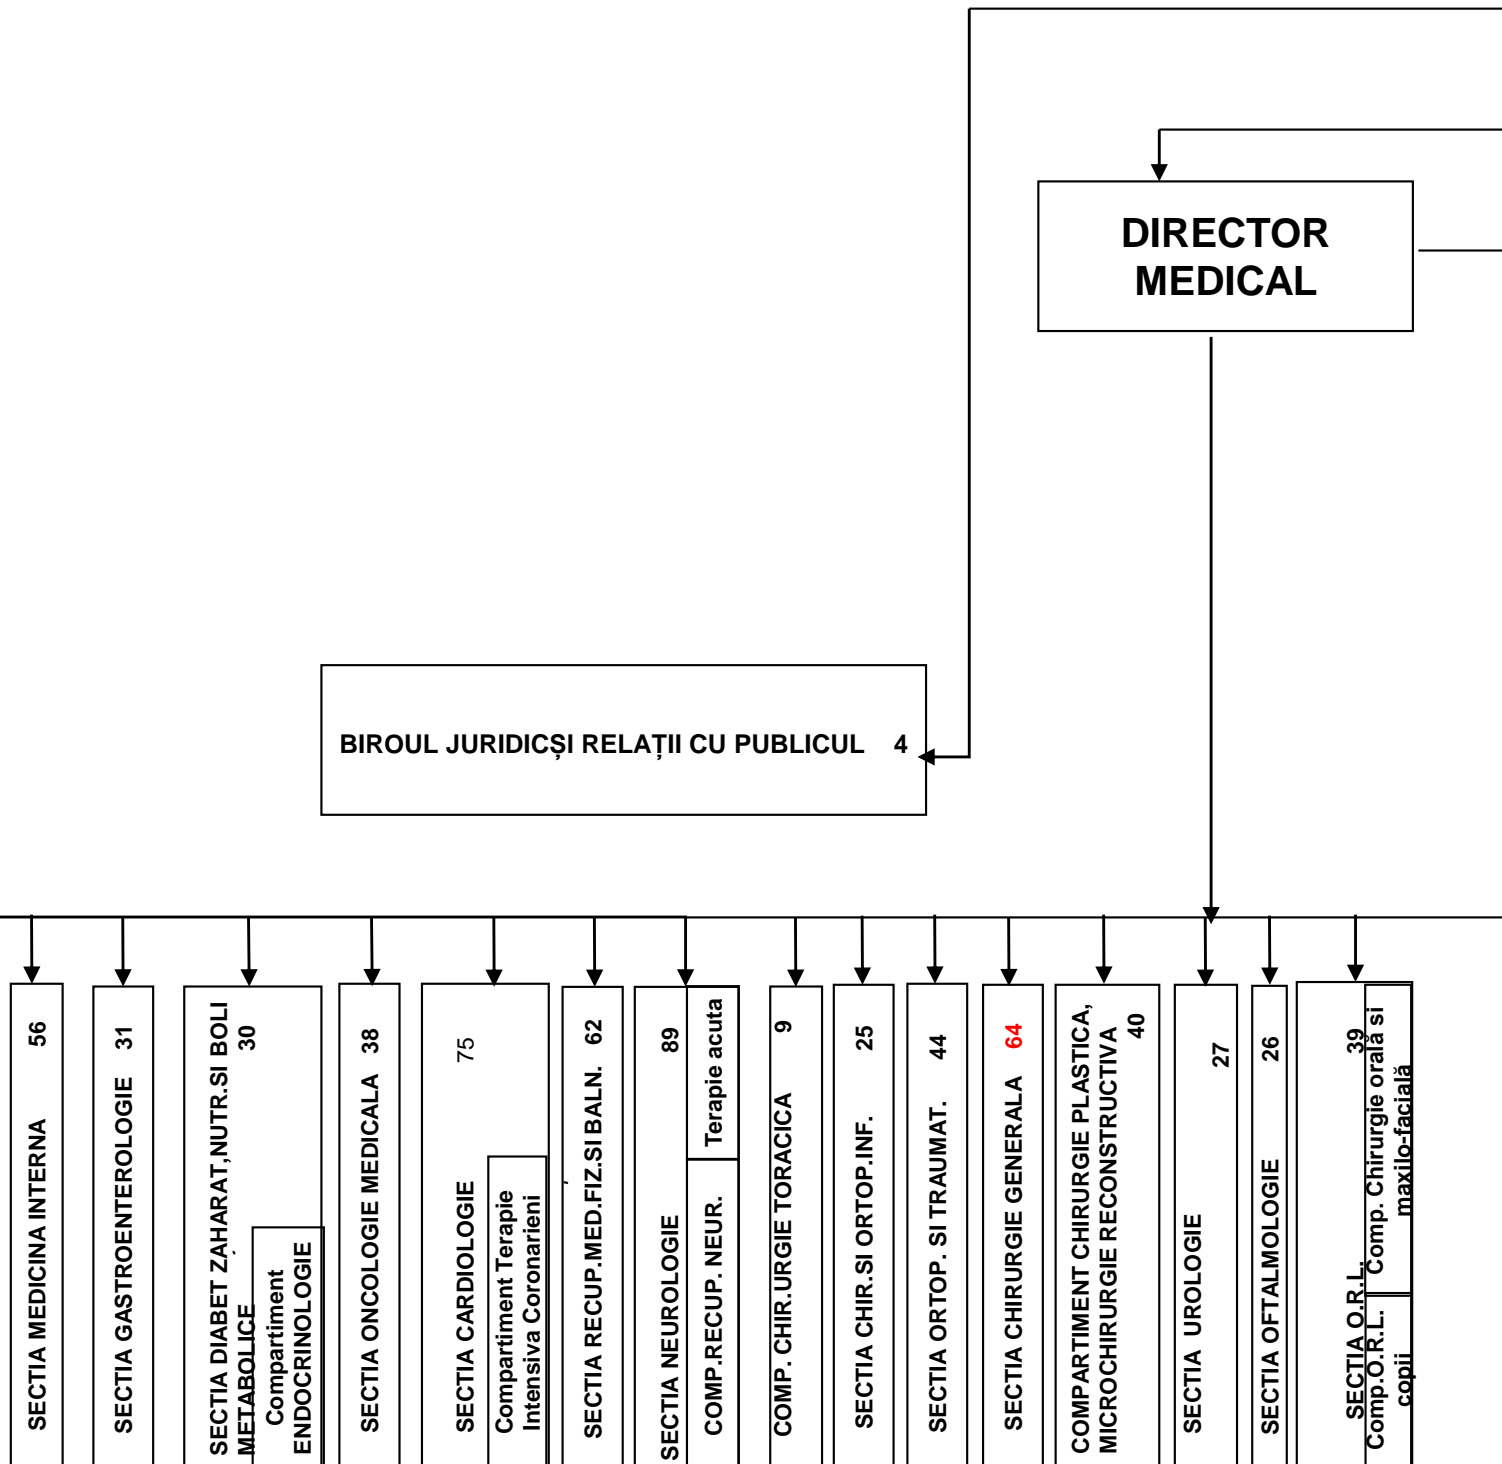 DIRECTOR
MEDICAL
BIROUL JURIDICȘI RELAȚII CU PUBLICUL 4
SECTIA MEDICINA INTERNA 56
SECTIA GASTROENTEROLOGIE 31
SECTIA DIABET ZAHARAT,NUTR.SI BOLI
METABOLICE 30
Compartiment
ENDOCRINOLOGIE
SECTIA ONCOLOGIE MEDICALA 38
SECTIA CARDIOLOGIE 75
Compartiment Terapie
Intensiva Coronarieni
SECTIA RECUP.MED.FIZ.SI BALN. 62
SECTIA NEUROLOGIE 89
COMP.RECUP. NEUR.
Terapie acuta
COMP. CHIR.URGIE TORACICA 9
SECTIA CHIR.SI ORTOP.INF. 25
SECTIA ORTOP. SI TRAUMAT. 44
SECTIA CHIRURGIE GENERALA 64
COMPARTIMENT CHIRURGIE PLASTICA,
MICROCHIRURGIE RECONSTRUCTIVA
40
SECTIA UROLOGIE
27
SECTIA OFTALMOLOGIE 26
SECTIA O.R.L. 39
Comp.O.R.L.
copii
Comp. Chirurgie orală si
maxilo-facială